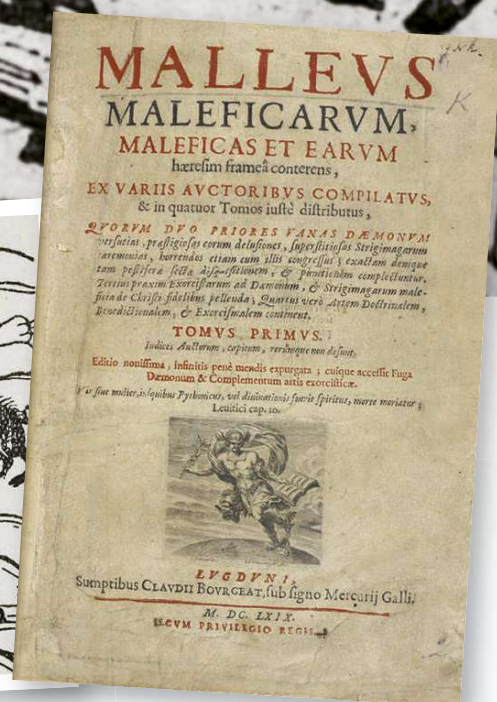 MALLEVS
MALEFICARVM,
MALEFICAS ET EARVM
hæresim frameâ conterens,
EX VARIIS AVCTORIBVS COMPILATVS,
& in quatuor Tomos iustè distributus,
QVORVM DVO PRIORES VANAS DÆMONVM
versutias, præstigiosas eorum delusiones, superstitiosas Strigimagarum
cæremonias, horrendos etiam cum illis congressus; exactam denique
tam pestiferæ sectæ disquisitionem, & punitionem complectuntur.
Tertius praxim Exorcistarum ad Dæmonum, & Strigimagarum male-
ficia de Christi fidelibus pellenda; Quartus verò Artem Doctrinalem,
Benedictionalem, & Exorcismalem continent.
TOMVS PRIMVS.
Indices Auctorum, capitum, rerúmque non desunt.
Editio nouissima, infinitis penè mendis expurgata; cuique accessit Fuga
Dæmonum & Complementum artis exorcisticæ.
Vir siue mulier, in quibus Pythonicus, vel diuinationis fuerit spiritus, morte moriatur;
Leuitici cap. 10.
LVGDVNI,
Sumptibus CLAVDII BOVRGEAT, sub signo Mercurij Galli.
M. DC. LXIX.
CVM PRIVILEGIO REGIS.
K